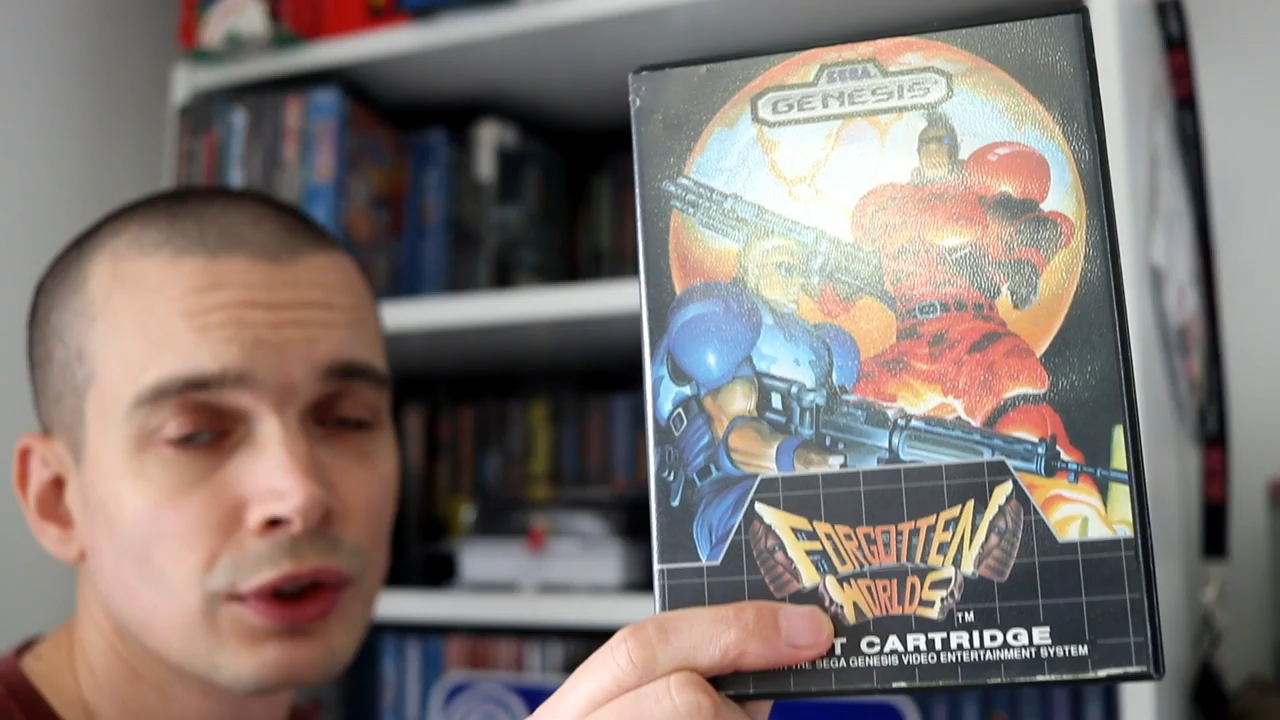 SEGA
GENESIS
FORGOTTEN
WORLDS
TM
T CARTRIDGE
THE SEGA GENESIS VIDEO ENTERTAINMENT SYSTEM